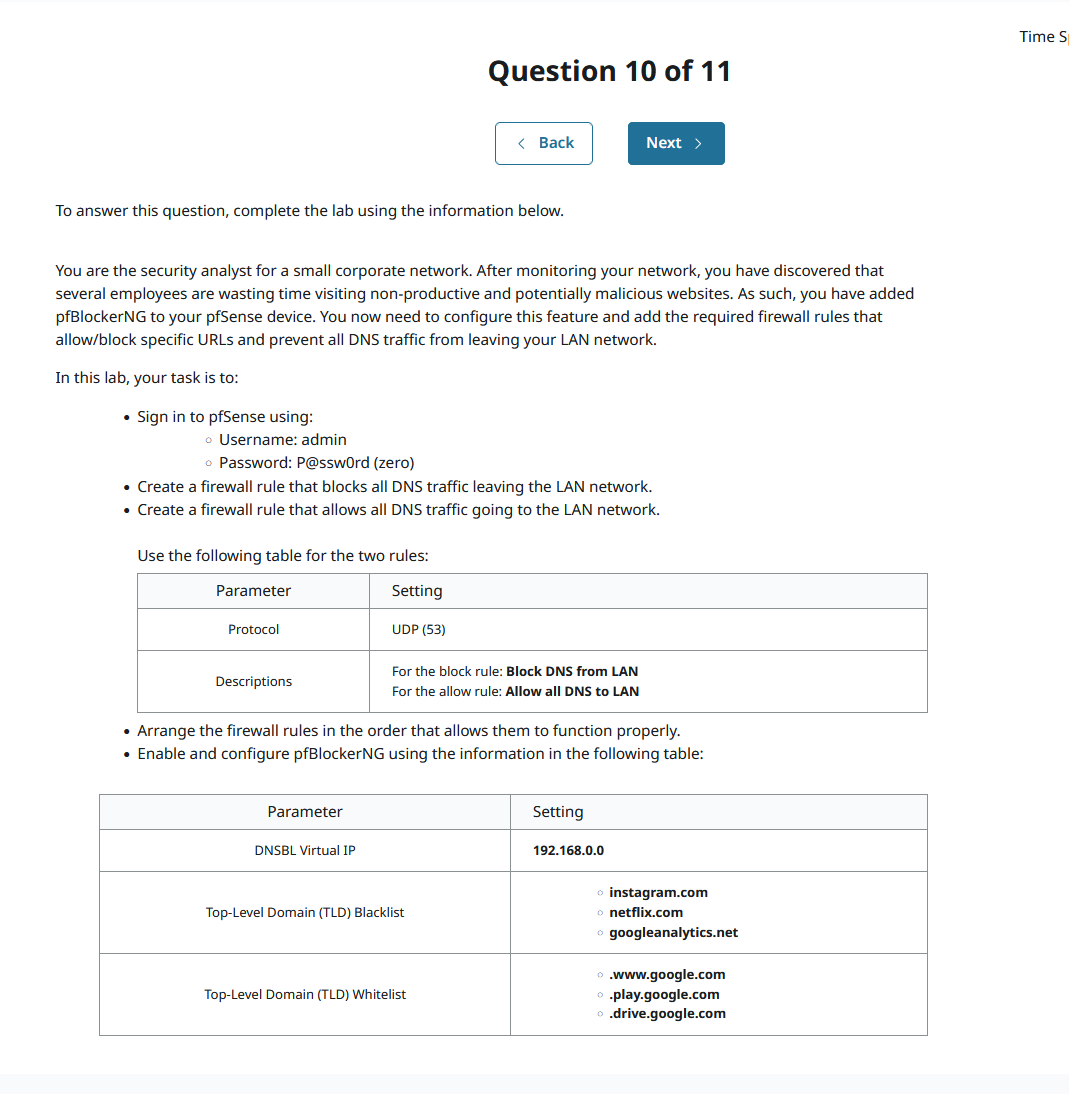 Time S
Question 10 of 11
Back
Next
To answer this question, complete the lab using the information below.
You are the security analyst for a small corporate network. After monitoring your network, you have discovered that
several employees are wasting time visiting non-productive and potentially malicious websites. As such, you have added
pfBlockerNG to your pfSense device. You now need to configure this feature and add the required firewall rules that
allow/block specific URLs and prevent all DNS traffic from leaving your LAN network.
In this lab, your task is to:
Sign in to pfSense using:
Username: admin
Password: P@ssw0rd (zero)
Create a firewall rule that blocks all DNS traffic leaving the LAN network.
Create a firewall rule that allows all DNS traffic going to the LAN network.
Use the following table for the two rules:
Parameter Setting
Protocol UDP (53)
Descriptions
For the block rule: Block DNS from LAN
For the allow rule: Allow all DNS to LAN
Arrange the firewall rules in the order that allows them to function properly.
Enable and configure pfBlockerNG using the information in the following table:
Parameter Setting
DNSBL Virtual IP 192.168.0.0
Top-Level Domain (TLD) Blacklist
instagram.com
netflix.com
googleanalytics.net
Top-Level Domain (TLD) Whitelist
.www.google.com
.play.google.com
.drive.google.com